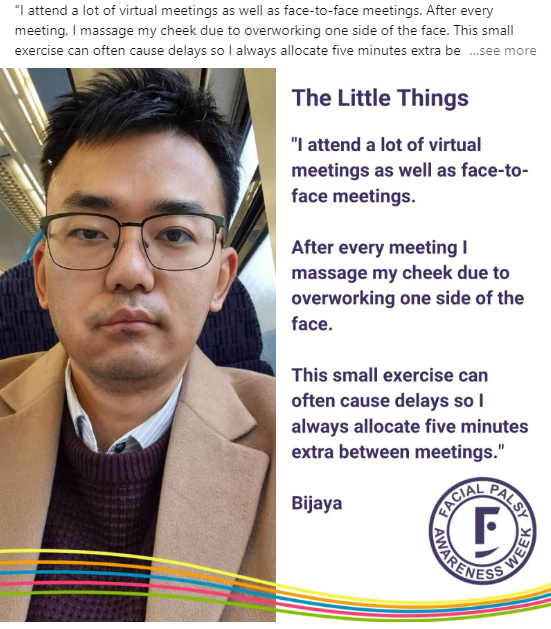 "I attend a lot of virtual meetings as well as face-to-face meetings. After every
meeting, I massage my cheek due to overworking one side of the face. This small
exercise can often cause delays so I always allocate five minutes extra be ...see more
The Little Things
"I attend a lot of virtual
meetings as well as face-to-
face meetings.
After every meeting I
massage my cheek due to
overworking one side of the
face.
This small exercise can
often cause delays so I
always allocate five minutes
extra between meetings."
Bijaya
FACIAL PALSY
F
AWARENESS WEEK